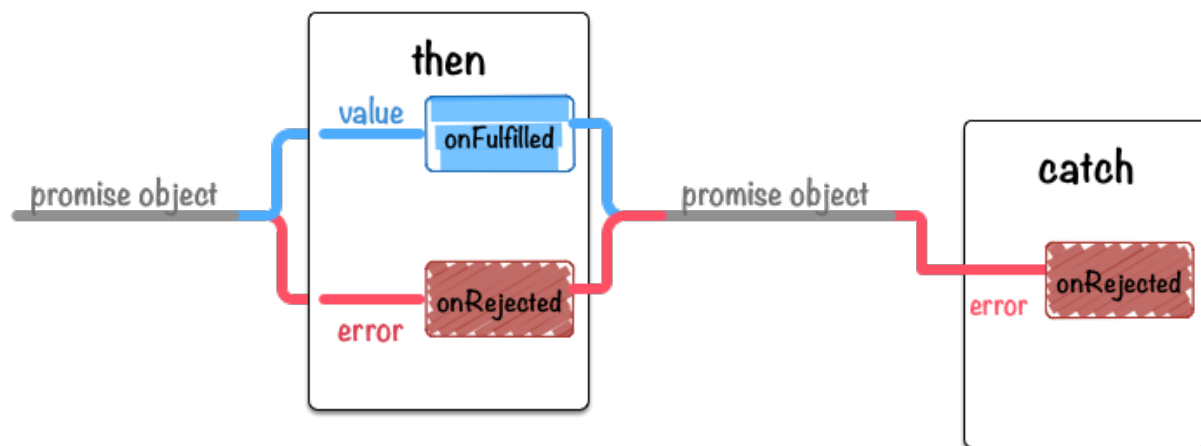 then
value
onFulfilled
promise object
onRejected
error
promise object
catch
onRejected
error